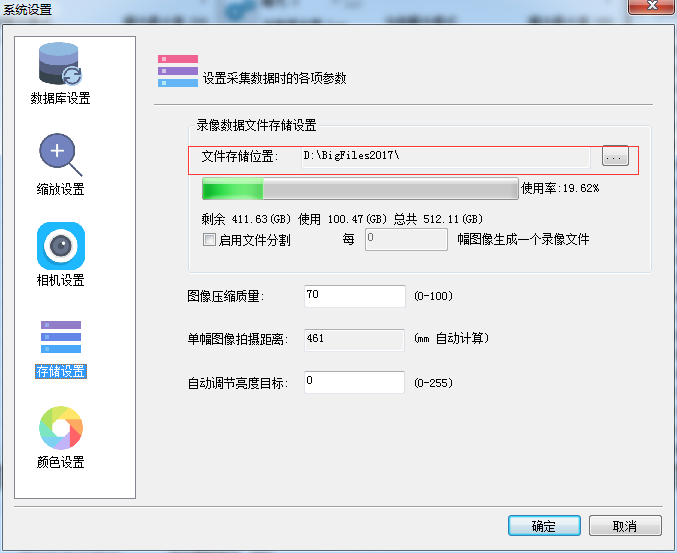 系统设置
数据库设置
缩放设置
相机设置
存储设置
颜色设置
设置采集数据时的各项参数
录像数据文件存储设置
文件存储位置: D:\BigFiles2017\ ...
使用率:19.62%
剩余 411.63(GB) 使用 100.47(GB) 总共 512.11(GB)
启用文件分割 每 0 幅图像生成一个录像文件
图像压缩质量: 70 (0-100)
单幅图像拍摄距离: 461 (mm 自动计算)
自动调节亮度目标: 0 (0-255)
确定 取消